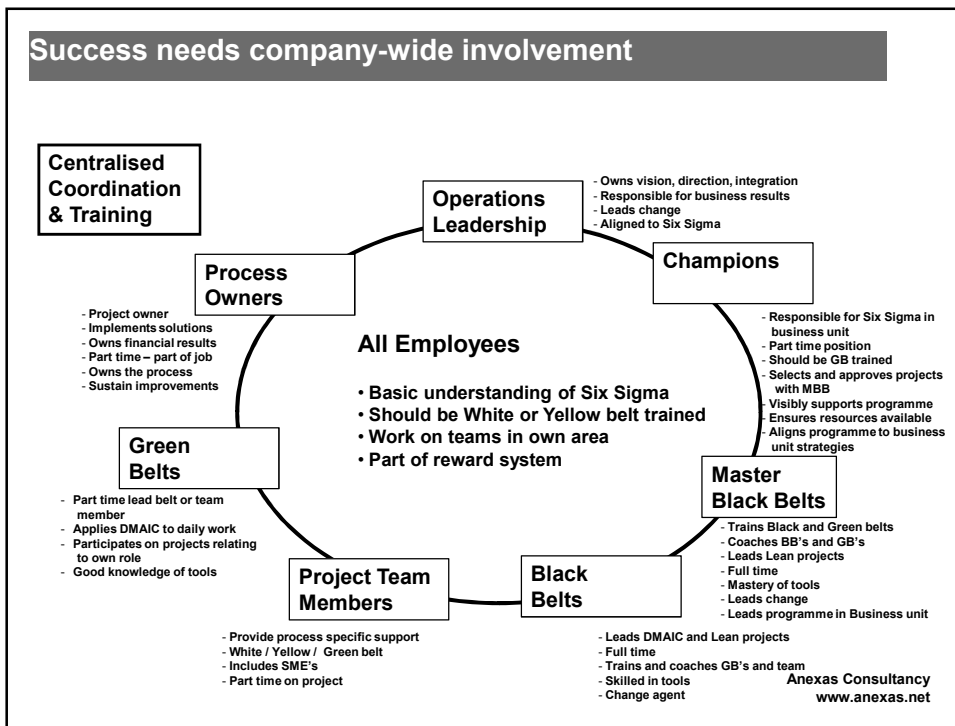 Success needs company-wide involvement
Centralised
Coordination
& Training
Operations
Leadership
- Owns vision, direction, integration
- Responsible for business results
- Leads change
- Aligned to Six Sigma
Champions
- Responsible for Six Sigma in
business unit
- Part time position
- Should be GB trained
- Selects and approves projects
with MBB
- Visibly supports programme
- Ensures resources available
- Aligns programme to business
unit strategies
Master
Black Belts
- Trains Black and Green belts
- Coaches BB's and GB's
- Leads Lean projects
- Full time
- Mastery of tools
- Leads change
- Leads programme in Business unit
Black
Belts
- Leads DMAIC and Lean projects
- Full time
- Trains and coaches GB's and team
- Skilled in tools
- Change agent
Project Team
Members
- Provide process specific support
- White / Yellow / Green belt
- Includes SME's
- Part time on project
Green
Belts
- Part time lead belt or team
member
- Applies DMAIC to daily work
- Participates on projects relating
to own role
- Good knowledge of tools
Process
Owners
- Project owner
- Implements solutions
- Owns financial results
- Part time – part of job
- Owns the process
- Sustain improvements
All Employees
• Basic understanding of Six Sigma
• Should be White or Yellow belt trained
• Work on teams in own area
• Part of reward system
Anexas Consultancy
www.anexas.net